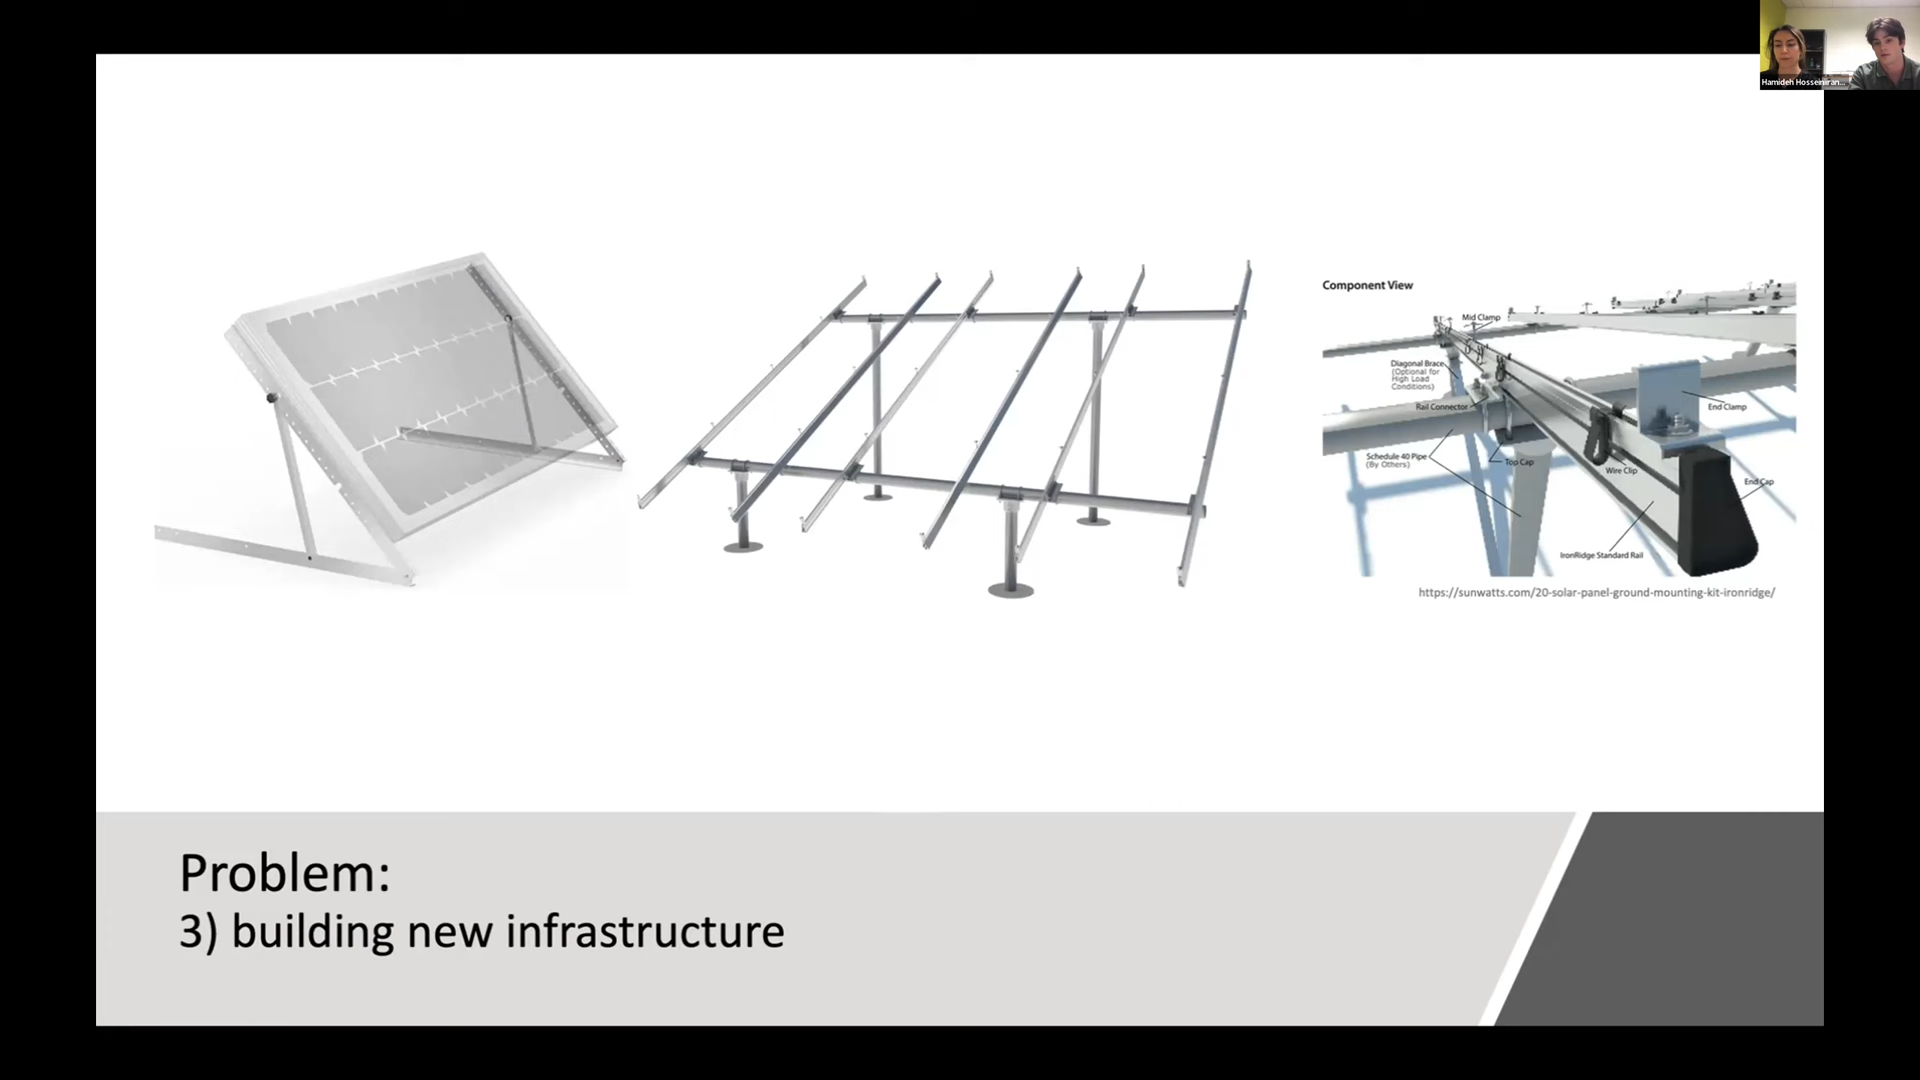 Hamideh Hosseiniran...
Component View
Mid Clamp
Diagonal Brace
(Optional for
High Load
Conditions)
Rail Connector
End Clamp
Schedule 40 Pipe
(By Others)
Top Cap
Wire Clip
End Cap
IronRidge Standard Rail
https://sunwatts.com/20-solar-panel-ground-mounting-kit-ironridge/
Problem:
3) building new infrastructure